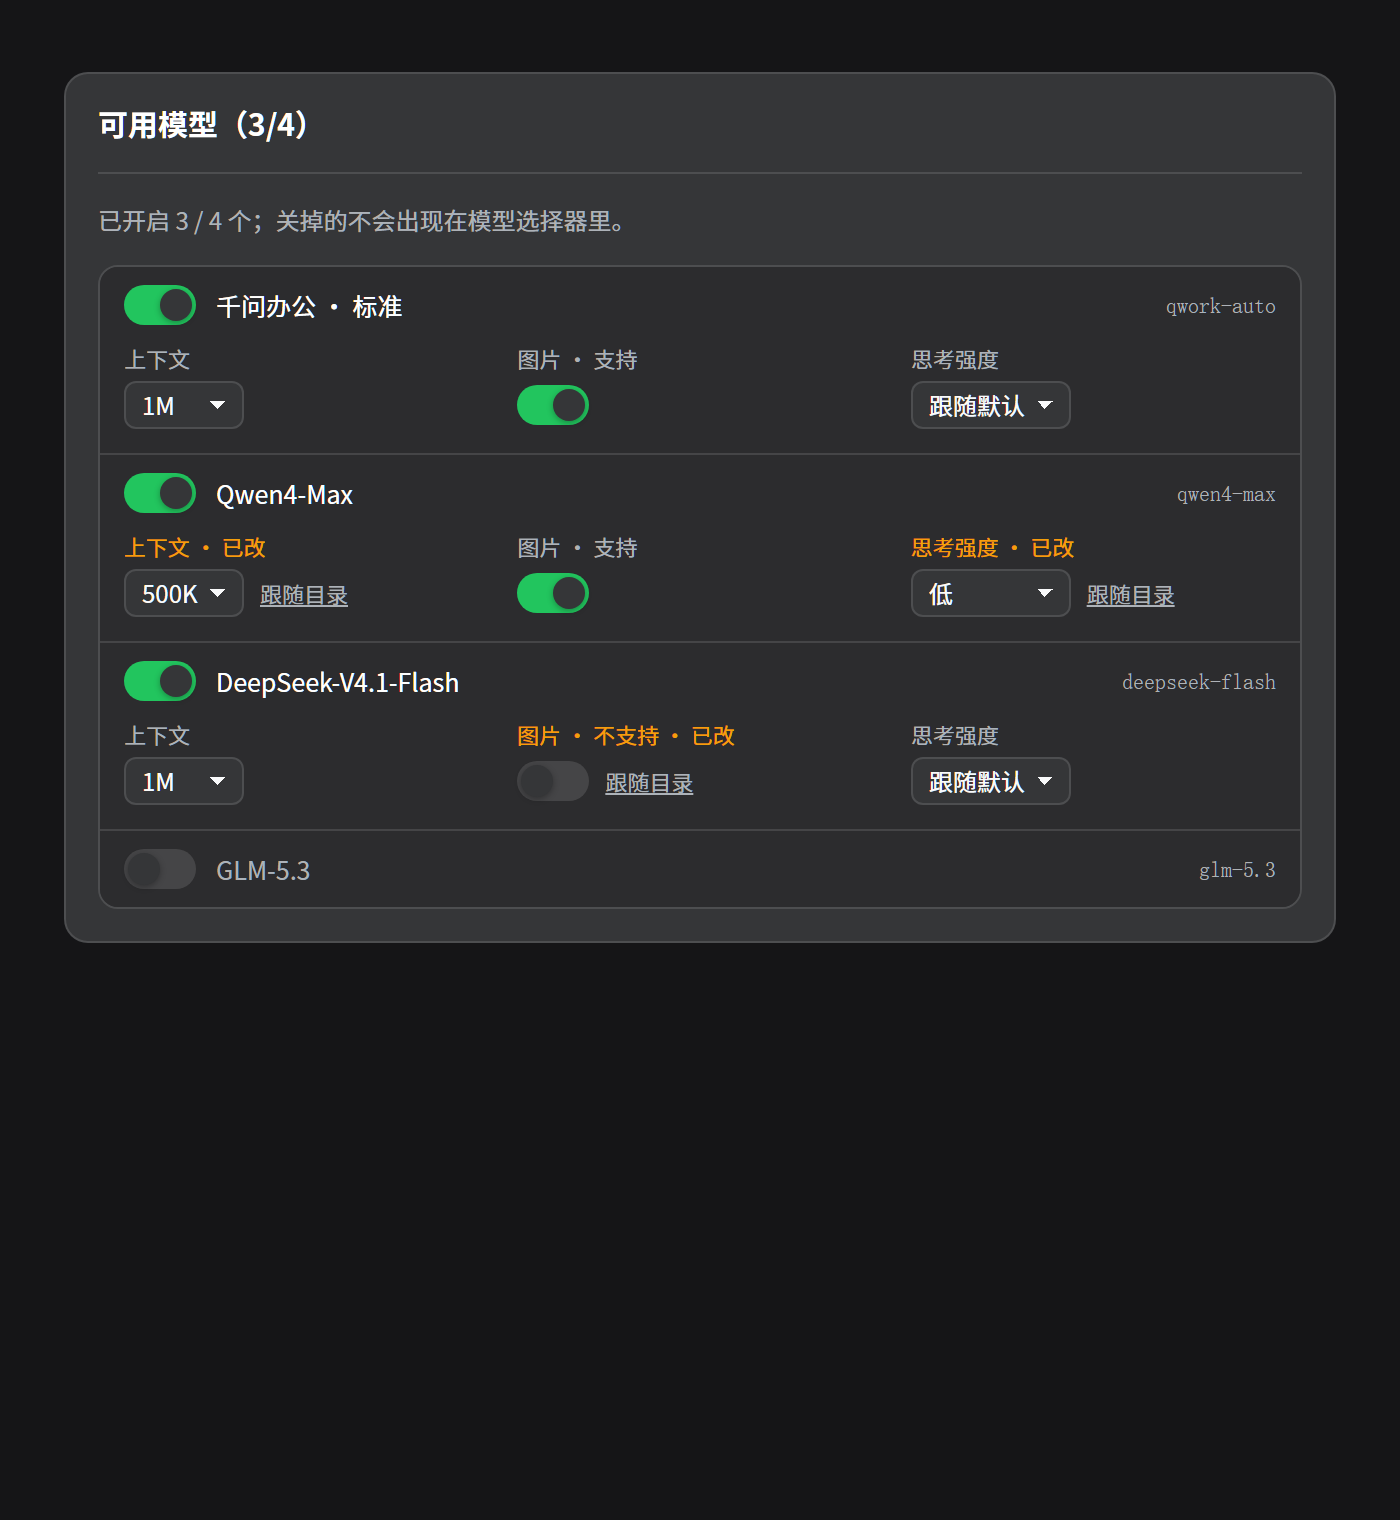 可用模型（3/4）
已开启 3 / 4 个；关掉的不会出现在模型选择器里。
千问办公 · 标准 qwork-auto
上下文 图片 · 支持 思考强度
1M 跟随默认
Qwen4-Max qwen4-max
上下文 · 已改 图片 · 支持 思考强度 · 已改
500K 跟随目录 低 跟随目录
DeepSeek-V4.1-Flash deepseek-flash
上下文 图片 · 不支持 · 已改 思考强度
1M 跟随目录 跟随默认
GLM-5.3 glm-5.3